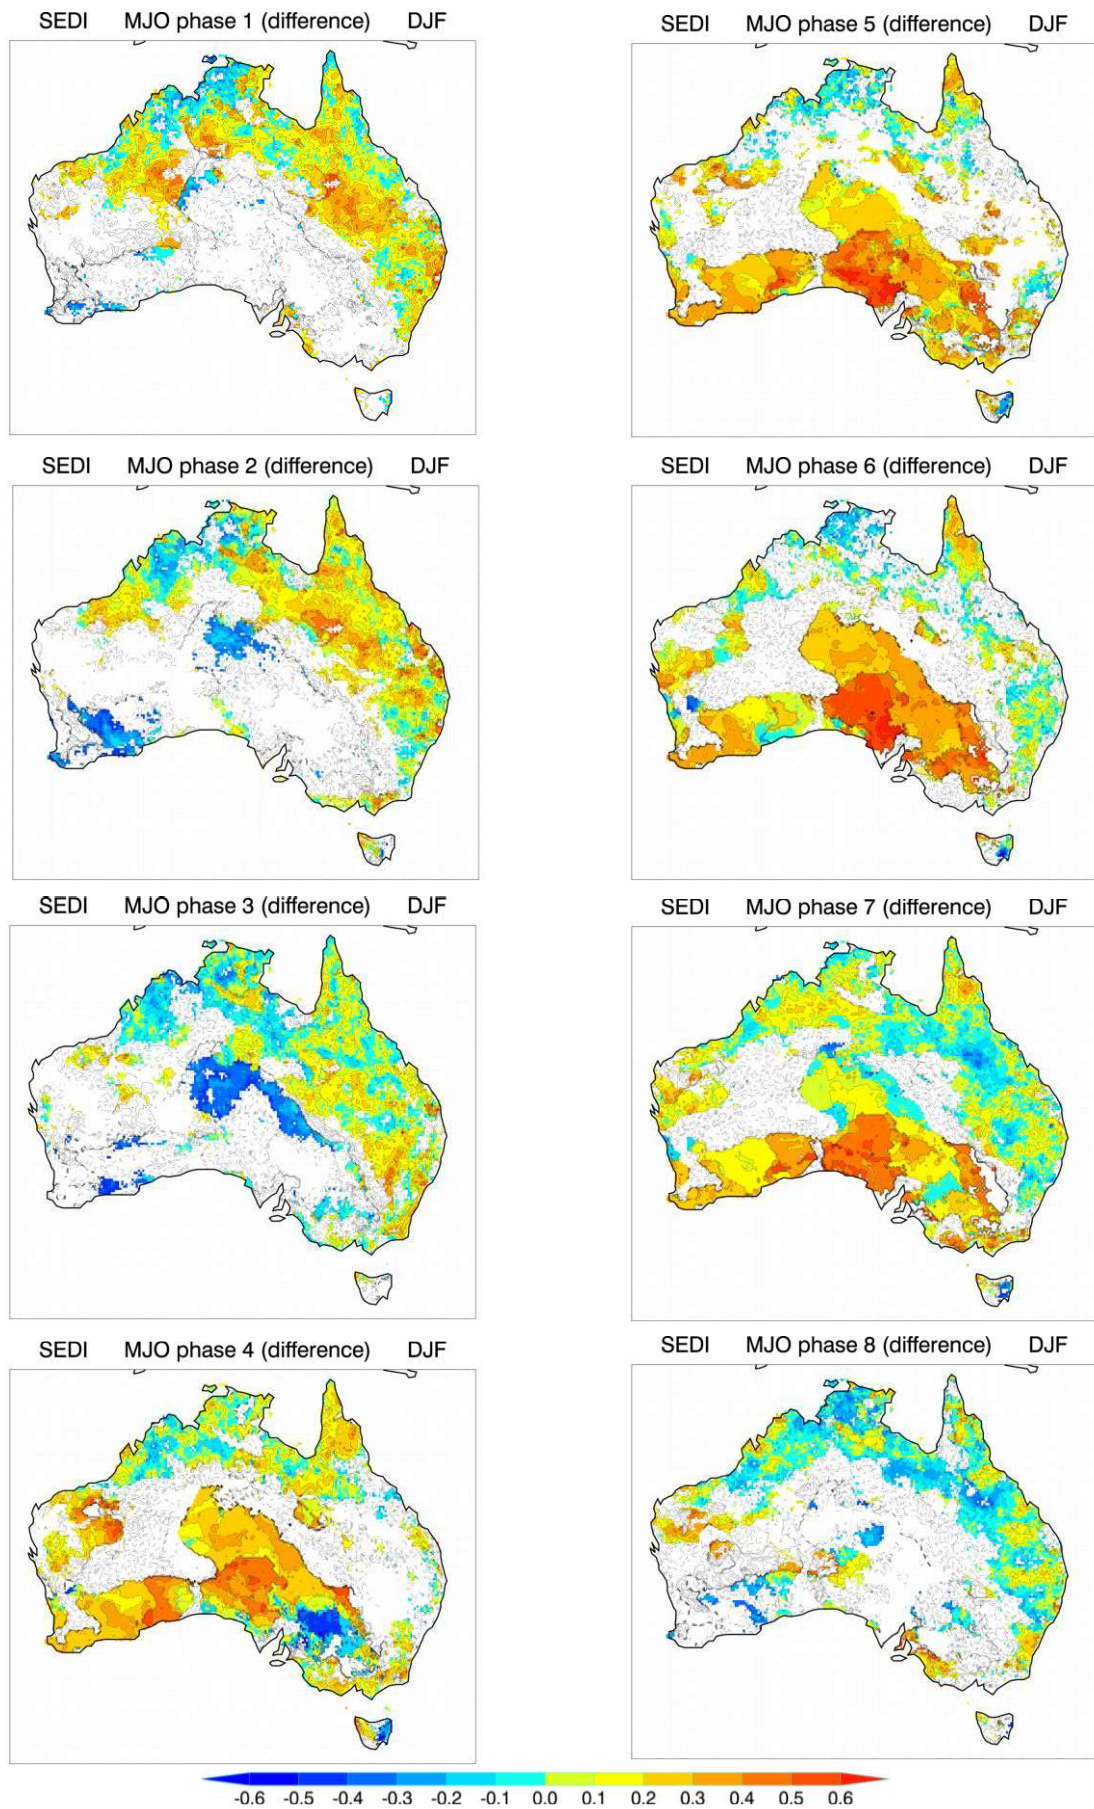 SEDI MJO phase 1 (difference) DJF
SEDI MJO phase 5 (difference) DJF
SEDI MJO phase 2 (difference) DJF
SEDI MJO phase 6 (difference) DJF
SEDI MJO phase 3 (difference) DJF
SEDI MJO phase 7 (difference) DJF
SEDI MJO phase 4 (difference) DJF
SEDI MJO phase 8 (difference) DJF
-0.6 -0.5 -0.4 -0.3 -0.2 -0.1 0.0 0.1 0.2 0.3 0.4 0.5 0.6